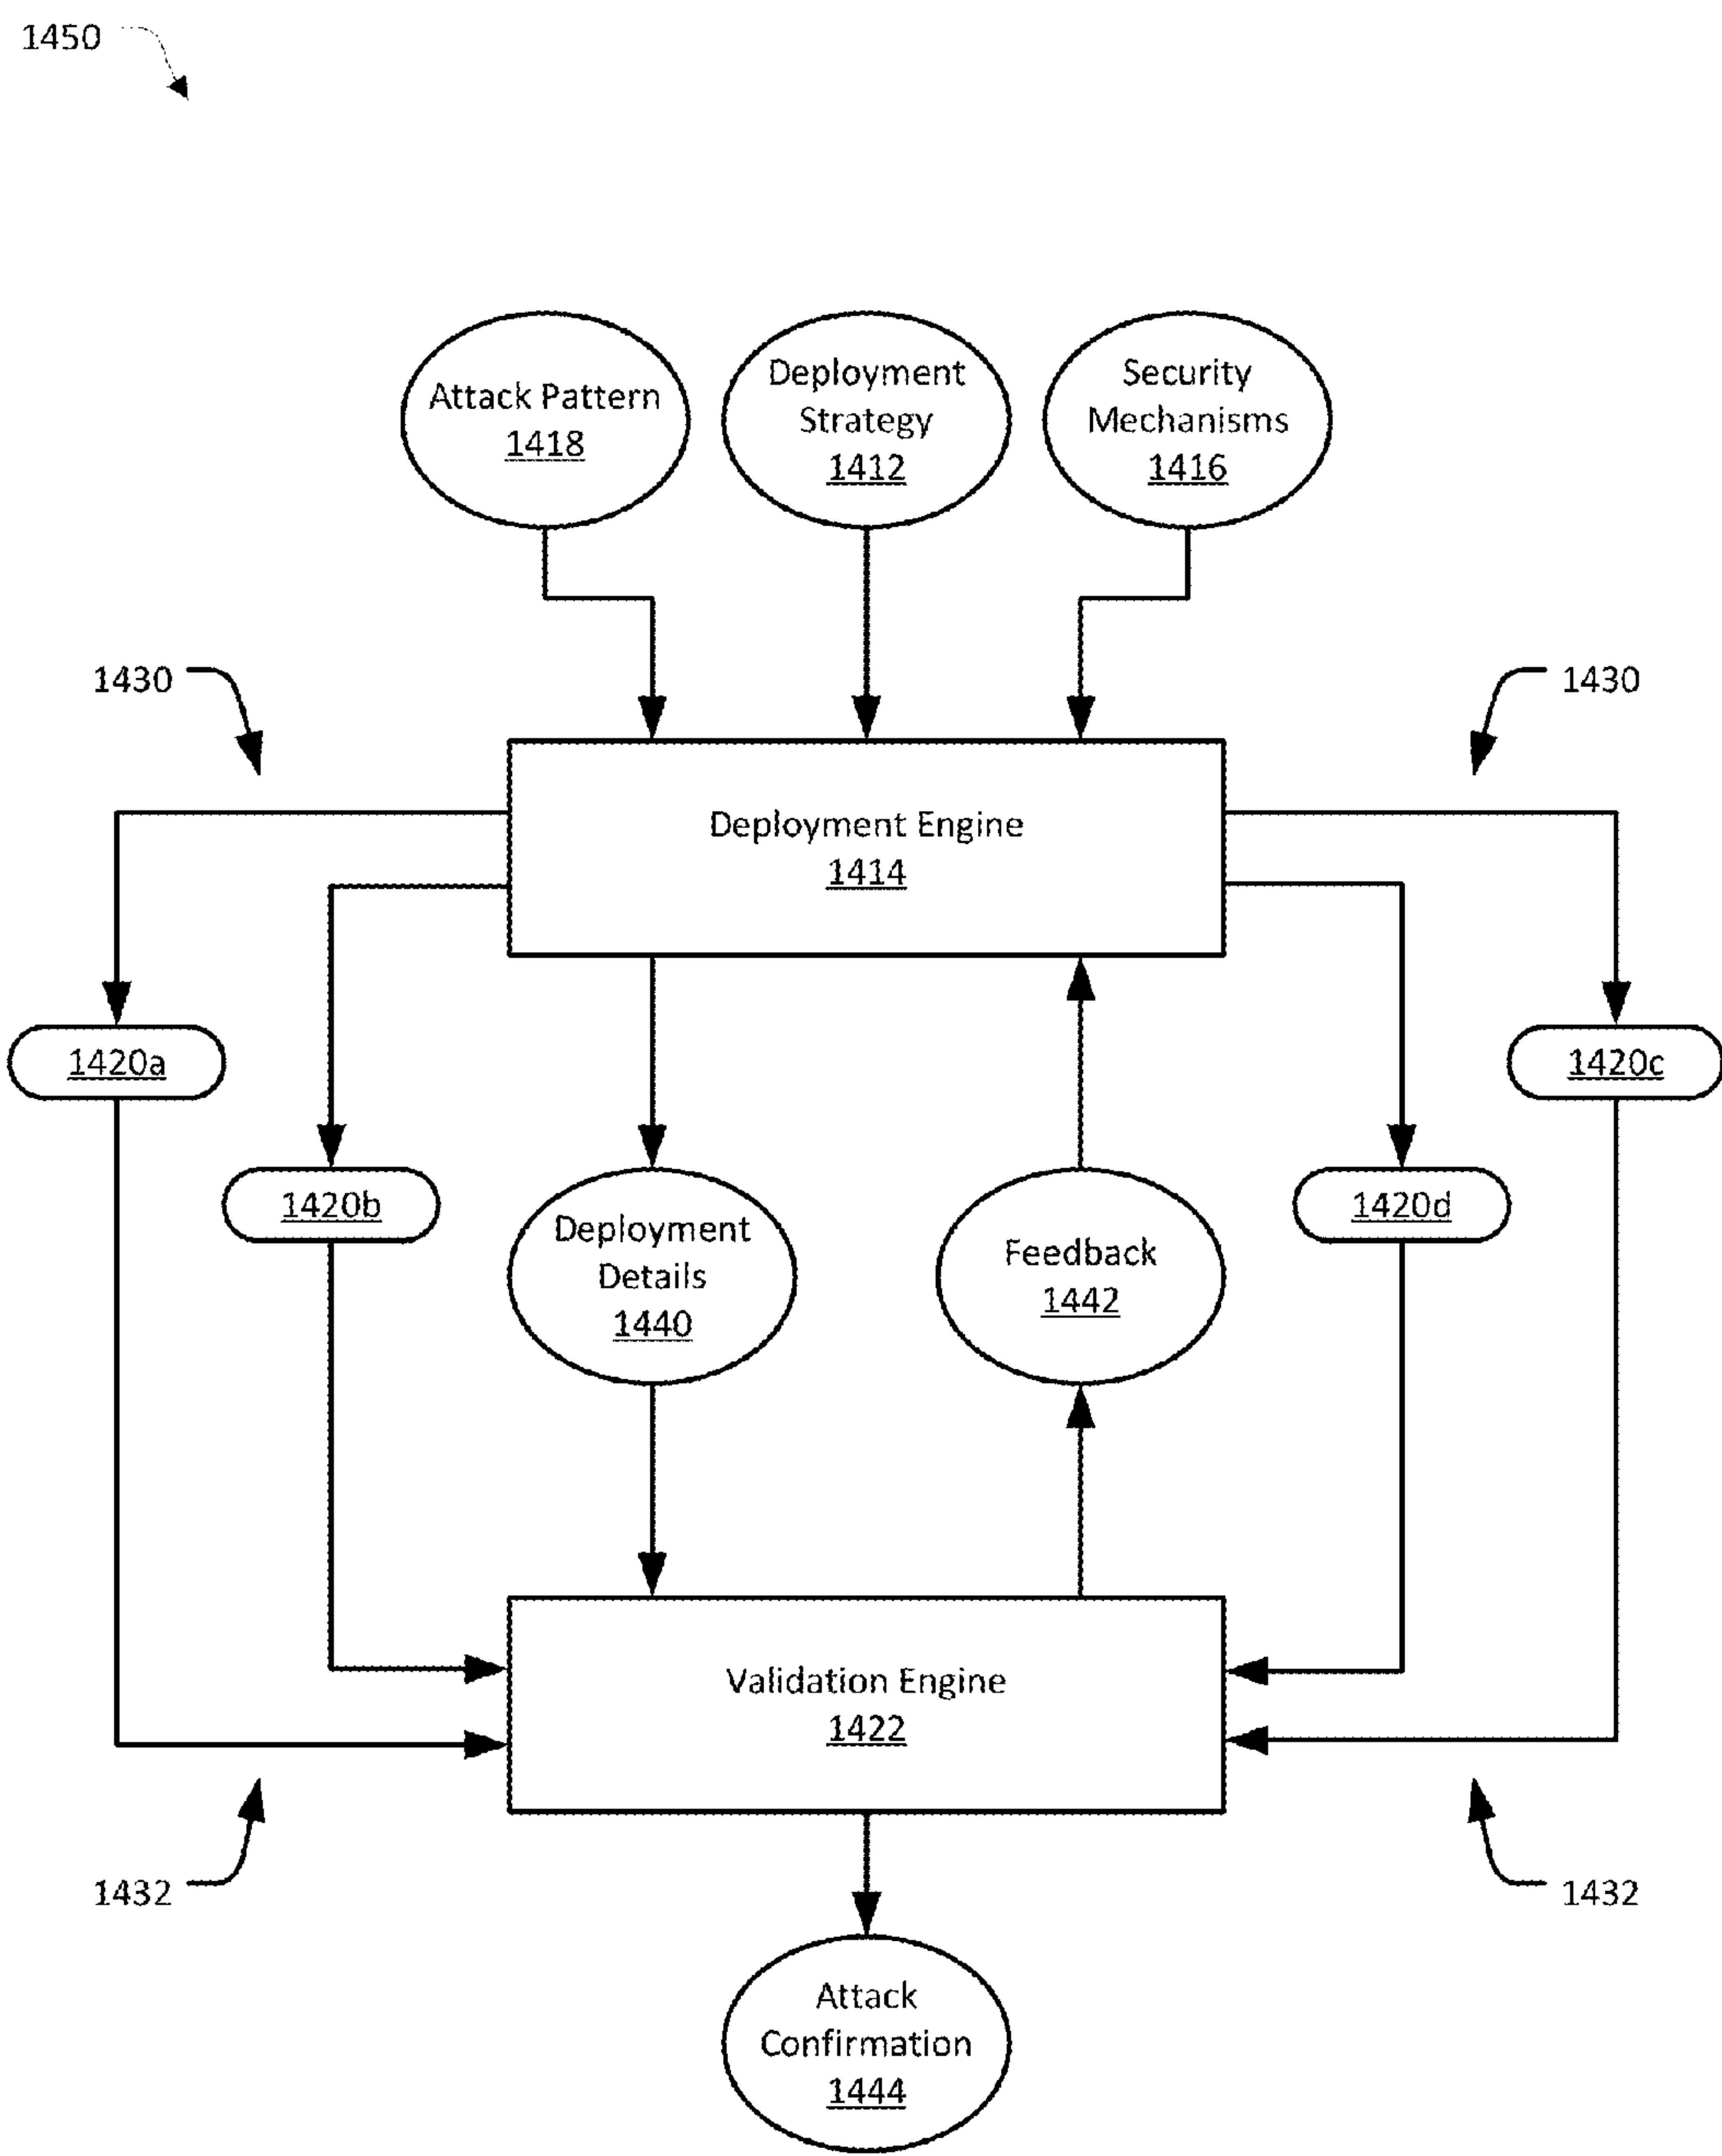 1450
Attack Pattern
1418
Deployment
Strategy
1412
Security
Mechanisms
1416
1430
1430
Deployment Engine
1414
1420a
1420c
1420b
1420d
Deployment
Details
1440
Feedback
1442
Validation Engine
1422
1432
1432
Attack
Confirmation
1444